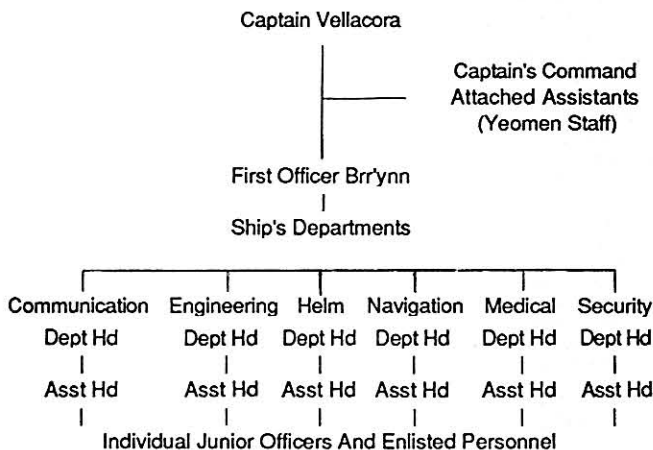 Captain Vellacora
Captain's Command
Attached Assistants
(Yeomen Staff)
First Officer Brr'ynn
Ship's Departments
Communication Engineering Helm Navigation Medical Security
Dept Hd Dept Hd Dept Hd Dept Hd Dept Hd Dept Hd
Asst Hd Asst Hd Asst Hd Asst Hd Asst Hd Asst Hd
Individual Junior Officers And Enlisted Personnel